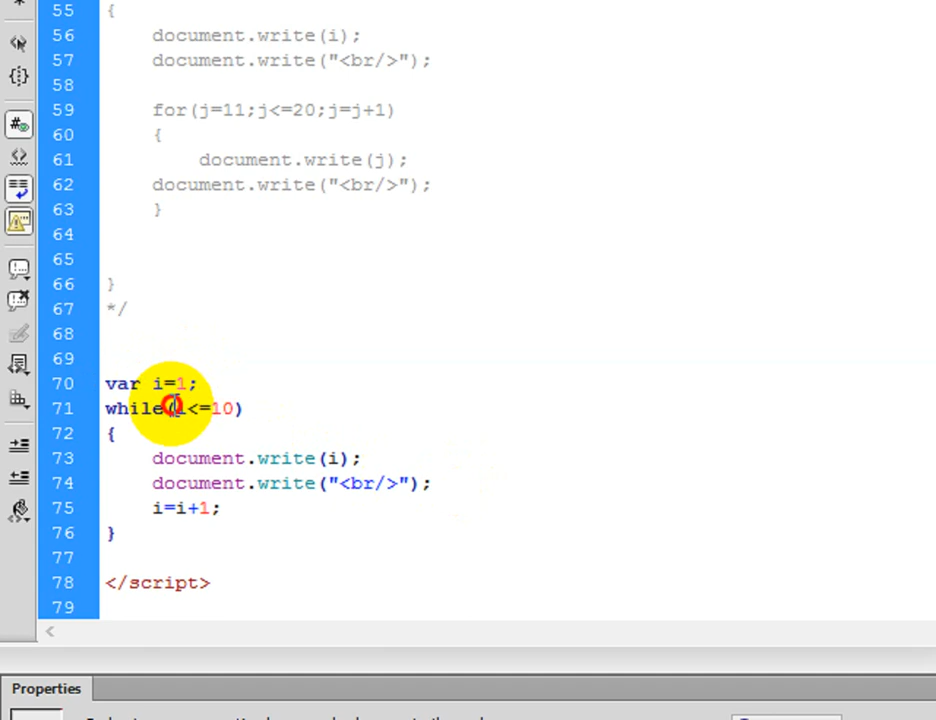 55 {
56 document.write(i);
57 document.write("<br/>");
58
59 for(j=11;j<=20;j=j+1)
60 {
61 document.write(j);
62 document.write("<br/>");
63 }
64
65
66 }
67 */
68
69
70 var i=1;
71 while(i<=10)
72 {
73 document.write(i);
74 document.write("<br/>");
75 i=i+1;
76 }
77
78 </script>
79
Properties